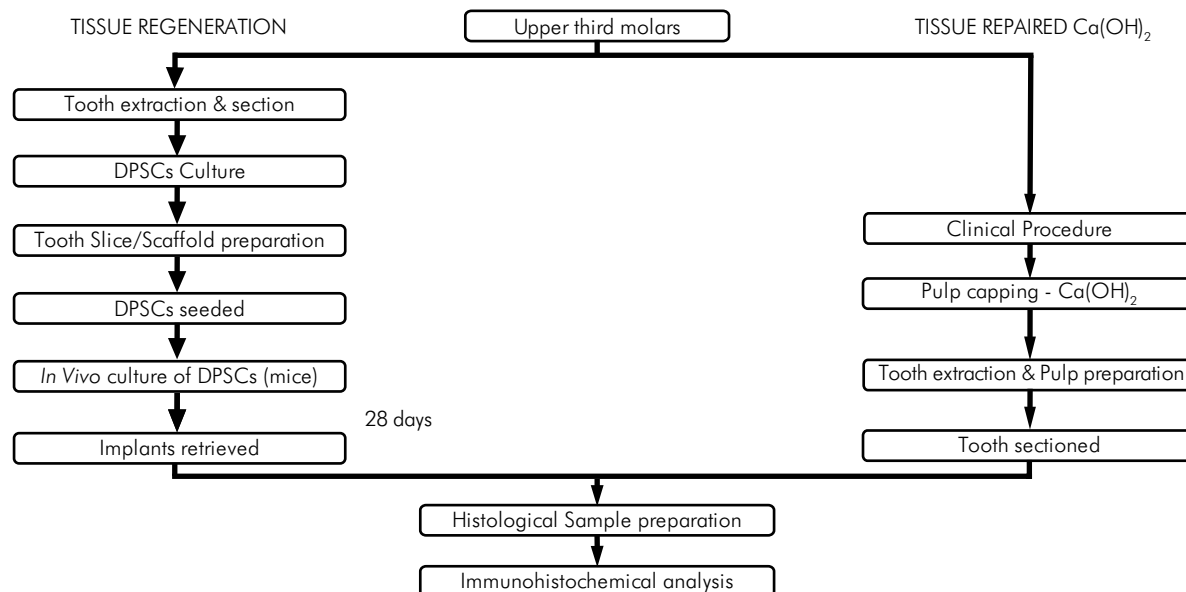 TISSUE REGENERATION
Upper third molars
TISSUE REPAIRED Ca(OH)₂
Tooth extraction & section
DPSCs Culture
Tooth Slice/Scaffold preparation
DPSCs seeded
In Vivo culture of DPSCs (mice)
28 days
Implants retrieved
Clinical Procedure
Pulp capping - Ca(OH)₂
Tooth extraction & Pulp preparation
Tooth sectioned
Histological Sample preparation
Immunohistochemical analysis